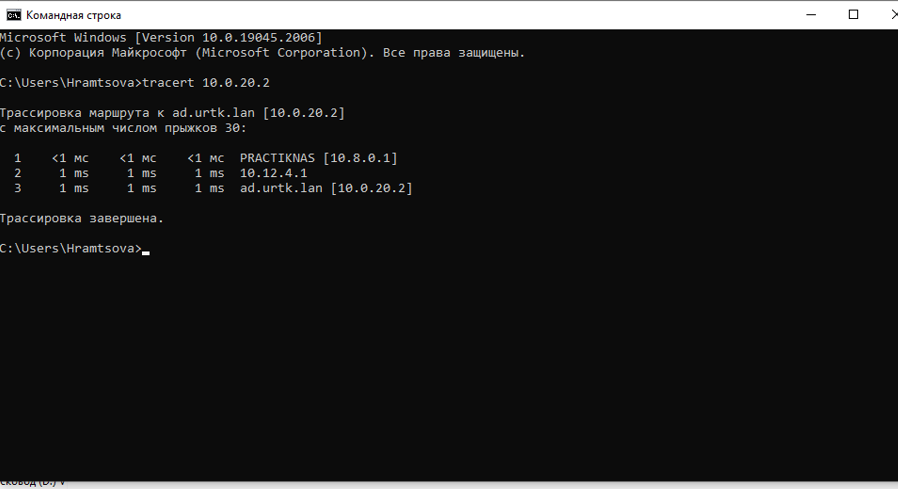 Командная строка
Microsoft Windows [Version 10.0.19045.2006]
(c) Корпорация Майкрософт (Microsoft Corporation). Все права защищены.
C:\Users\Hramtsova>tracert 10.0.20.2
Трассировка маршрута к ad.urtk.lan [10.0.20.2]
с максимальным числом прыжков 30:
1 <1 мс <1 мс <1 мс PRACTIKNAS [10.8.0.1]
2 1 ms 1 ms 1 ms 10.12.4.1
3 1 ms 1 ms 1 ms ad.urtk.lan [10.0.20.2]
Трассировка завершена.
C:\Users\Hramtsova>